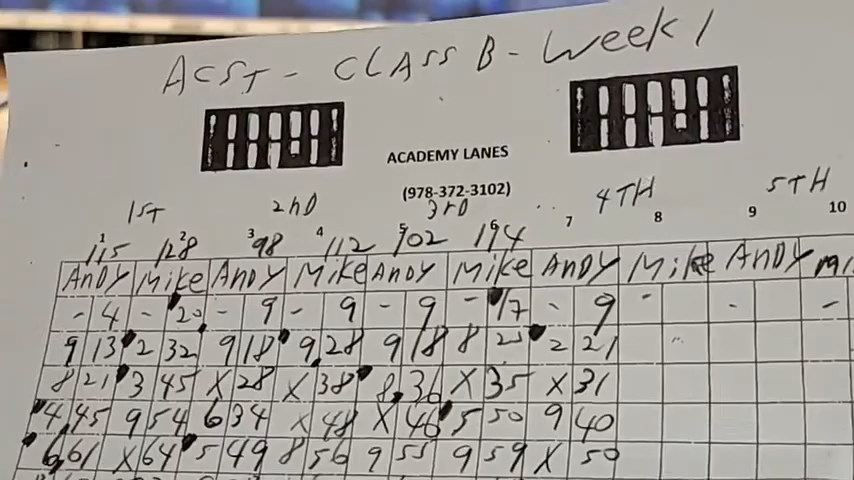 ACST - CLASS B - Week 1
ACADEMY LANES
(978-372-3102)
1ST 2ND 3RD 4TH 5TH
1 2 3 4 5 6 7 8 9 10
115 128 98 112 102
ANDY Mike ANDY Mike ANDY Mike ANDY Mike ANDY
- 4 - 20 - 9 - 9 - 9 - 17 - 9 - - -
9 13 2 32 9 18 9 28 9 18 8 25 2 21
8 21 3 45 X 28 X 38 8 36 X 35 X 31
4 45 9 54 6 34 X 48 X 46 5 50 9 40
6 61 X 64 5 49 8 56 9 55 9 59 X 50